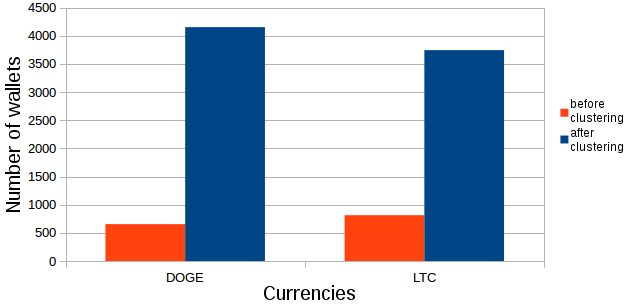 4500
4000
3500
3000
2500
2000
1500
1000
500
0
Number of wallets
DOGE
LTC
Currencies
before
clustering
after
clustering